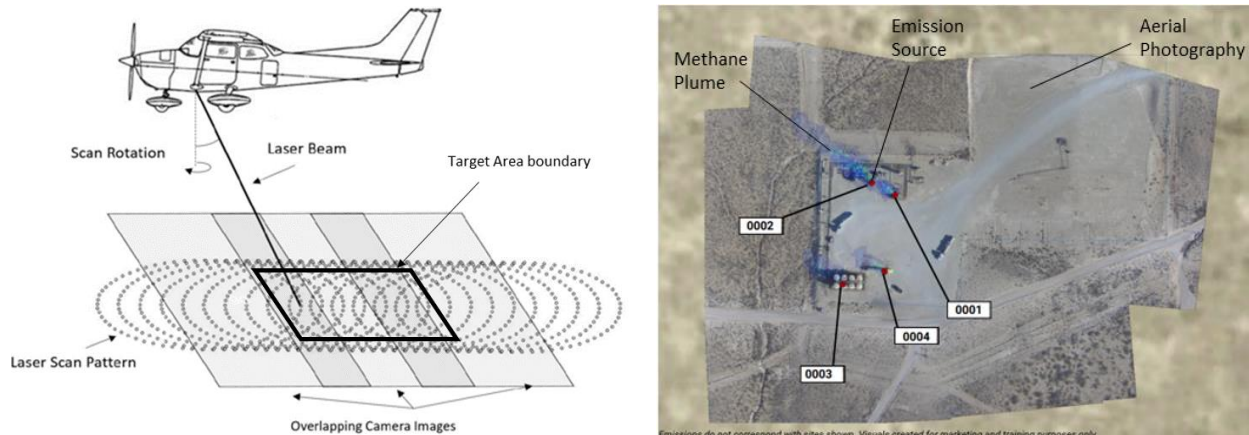 Scan Rotation
Laser Beam
Target Area boundary
Laser Scan Pattern
Overlapping Camera Images
Methane
Plume
Emission
Source
Aerial
Photography
0002
0001
0004
0003
Emissions do not correspond with sites shown. Visuals created for marketing and training purposes only